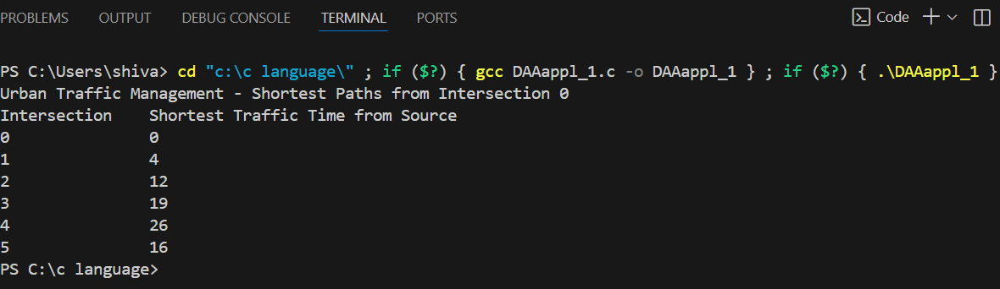 PROBLEMS OUTPUT DEBUG CONSOLE TERMINAL PORTS Code
PS C:\Users\shiva> cd "c:\c language\" ; if ($?) { gcc DAAappl_1.c -o DAAappl_1 } ; if ($?) { .\DAAappl_1 }
Urban Traffic Management - Shortest Paths from Intersection 0
Intersection    Shortest Traffic Time from Source
0               0
1               4
2               12
3               19
4               26
5               16
PS C:\c language>